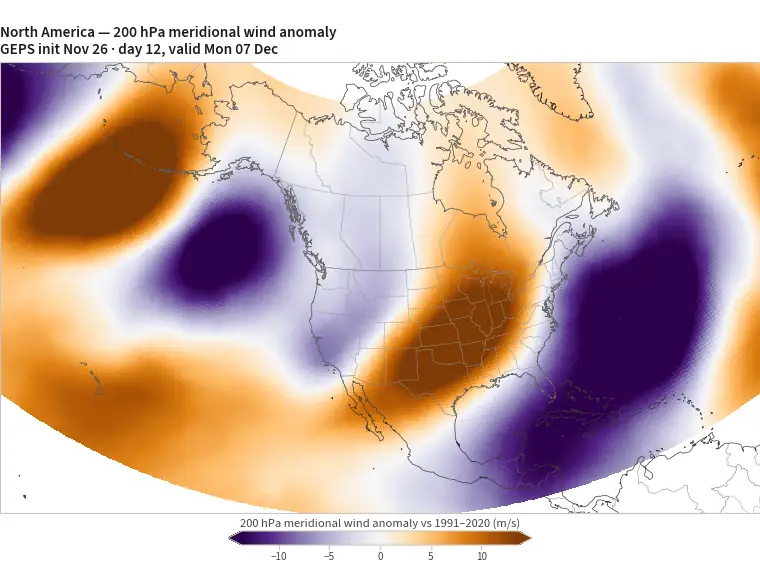 North America — 200 hPa meridional wind anomaly
GEPS init Nov 26 · day 12, valid Mon 07 Dec
200 hPa meridional wind anomaly vs 1991–2020 (m/s)
−10 −5 0 5 10